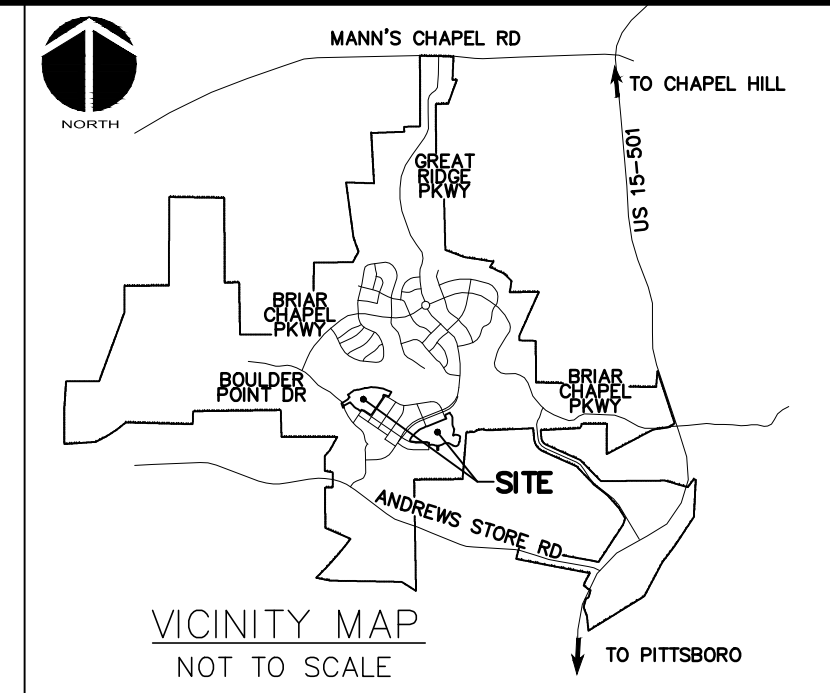 MANN'S CHAPEL RD
NORTH
TO CHAPEL HILL
US 15-501
GREAT
RIDGE
PKWY
BRIAR
CHAPEL
PKWY
BOULDER
POINT DR
BRIAR
CHAPEL
PKWY
SITE
ANDREWS STORE RD
VICINITY MAP
NOT TO SCALE
TO PITTSBORO